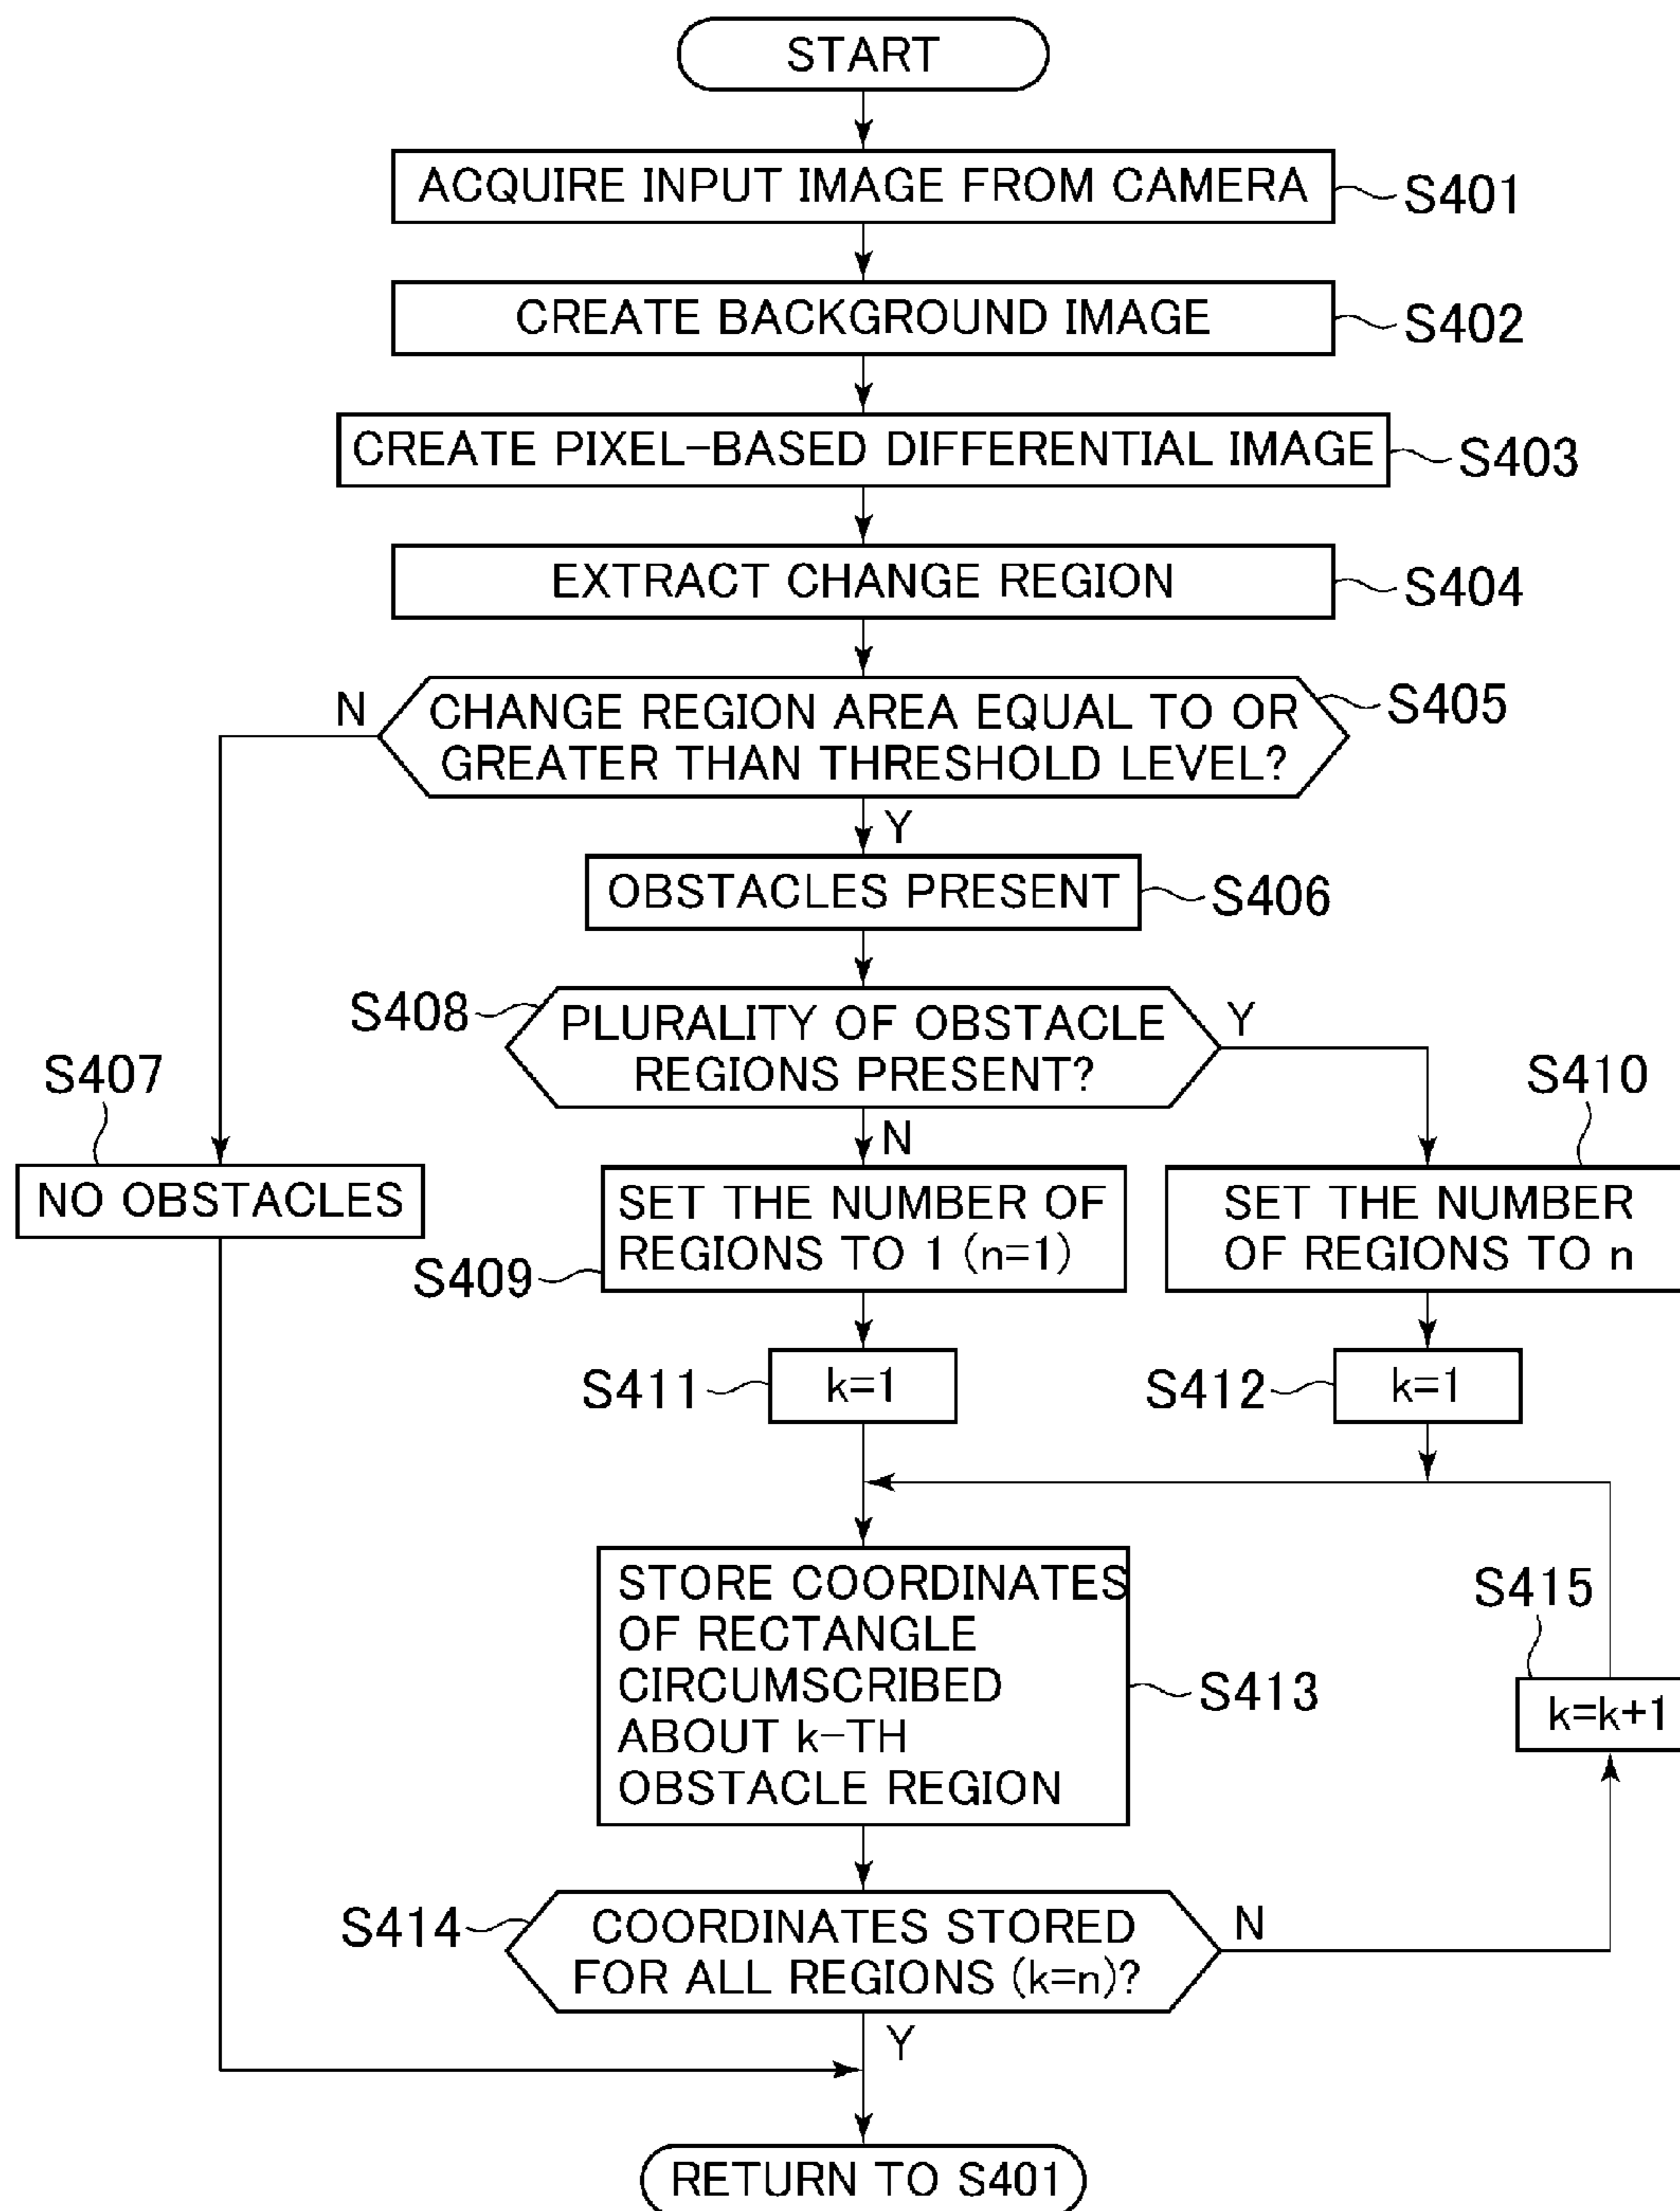 START
ACQUIRE INPUT IMAGE FROM CAMERA
S401
CREATE BACKGROUND IMAGE
S402
CREATE PIXEL-BASED DIFFERENTIAL IMAGE
S403
EXTRACT CHANGE REGION
S404
N
CHANGE REGION AREA EQUAL TO OR
GREATER THAN THRESHOLD LEVEL?
S405
Y
OBSTACLES PRESENT
S406
S408
PLURALITY OF OBSTACLE
REGIONS PRESENT?
Y
N
S407
NO OBSTACLES
S409
SET THE NUMBER OF
REGIONS TO 1 (n=1)
S410
SET THE NUMBER
OF REGIONS TO n
S411
k=1
S412
k=1
STORE COORDINATES
OF RECTANGLE
CIRCUMSCRIBED
ABOUT k-TH
OBSTACLE REGION
S413
S415
k=k+1
S414
COORDINATES STORED
FOR ALL REGIONS (k=n)?
N
Y
RETURN TO S401